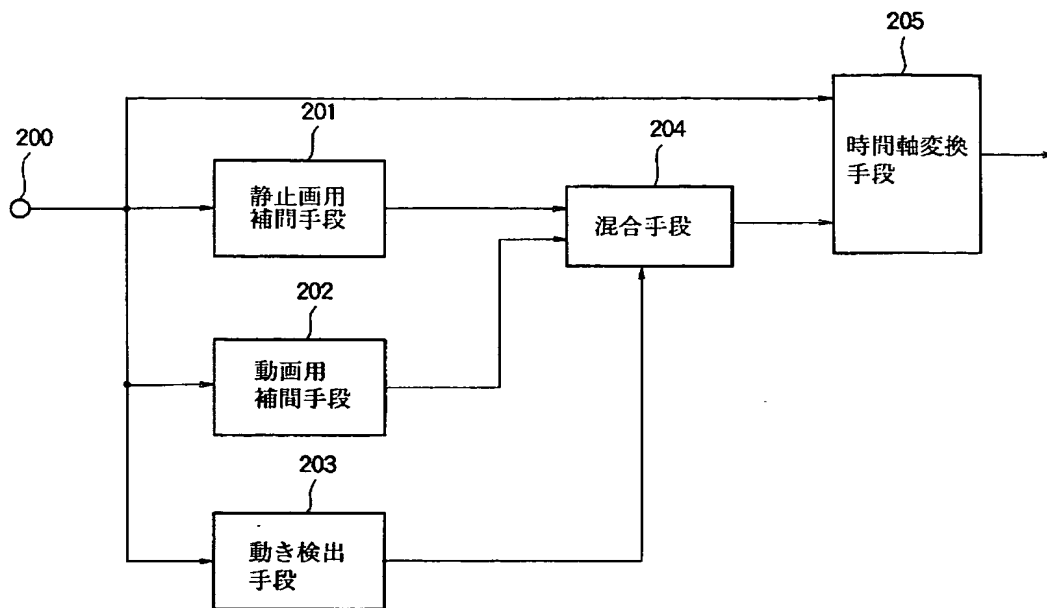 205
時間軸変換
手段
200
201
静止画用
補間手段
204
混合手段
202
動画用
補間手段
203
動き検出
手段